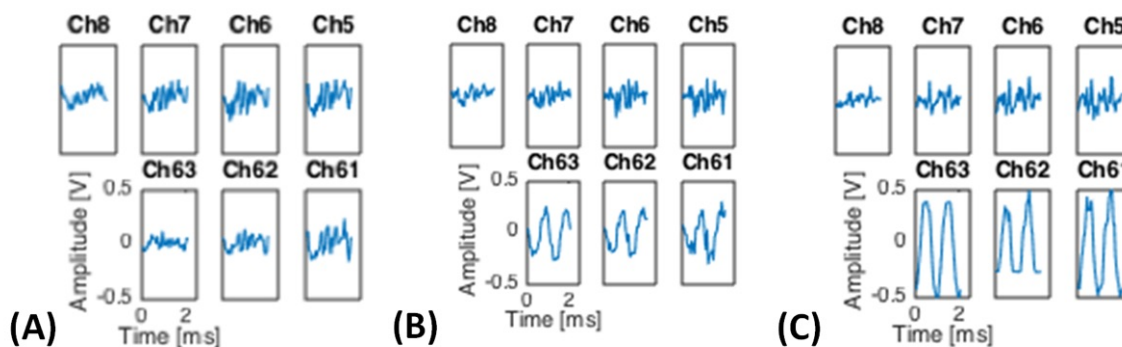 Ch8 Ch7 Ch6 Ch5
Ch63 Ch62 Ch61
Amplitude [V]
0.5
0
-0.5
0 2
Time [ms]
(A)
Ch8 Ch7 Ch6 Ch5
Ch63 Ch62 Ch61
Amplitude [V]
0.5
0
-0.5
0 2
Time [ms]
(B)
Ch8 Ch7 Ch6 Ch5
Ch63 Ch62 Ch61
Amplitude [V]
0.5
0
-0.5
0 2
Time [ms]
(C)